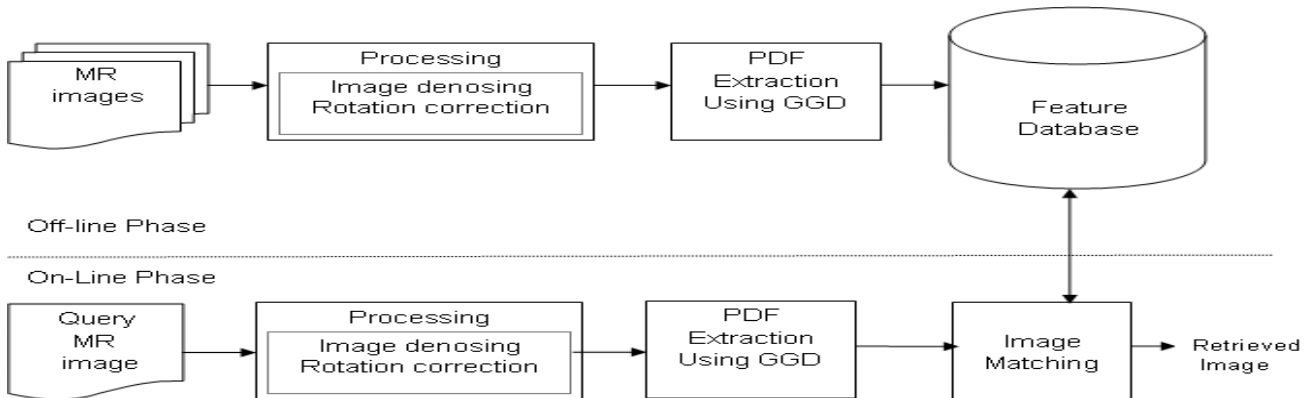 MR
images
Processing
Image denosing
Rotation correction
PDF
Extraction
Using GGD
Feature
Database
Off-line Phase
On-Line Phase
Query
MR
image
Processing
Image denosing
Rotation correction
PDF
Extraction
Using GGD
Image
Matching
Retrieved
Image